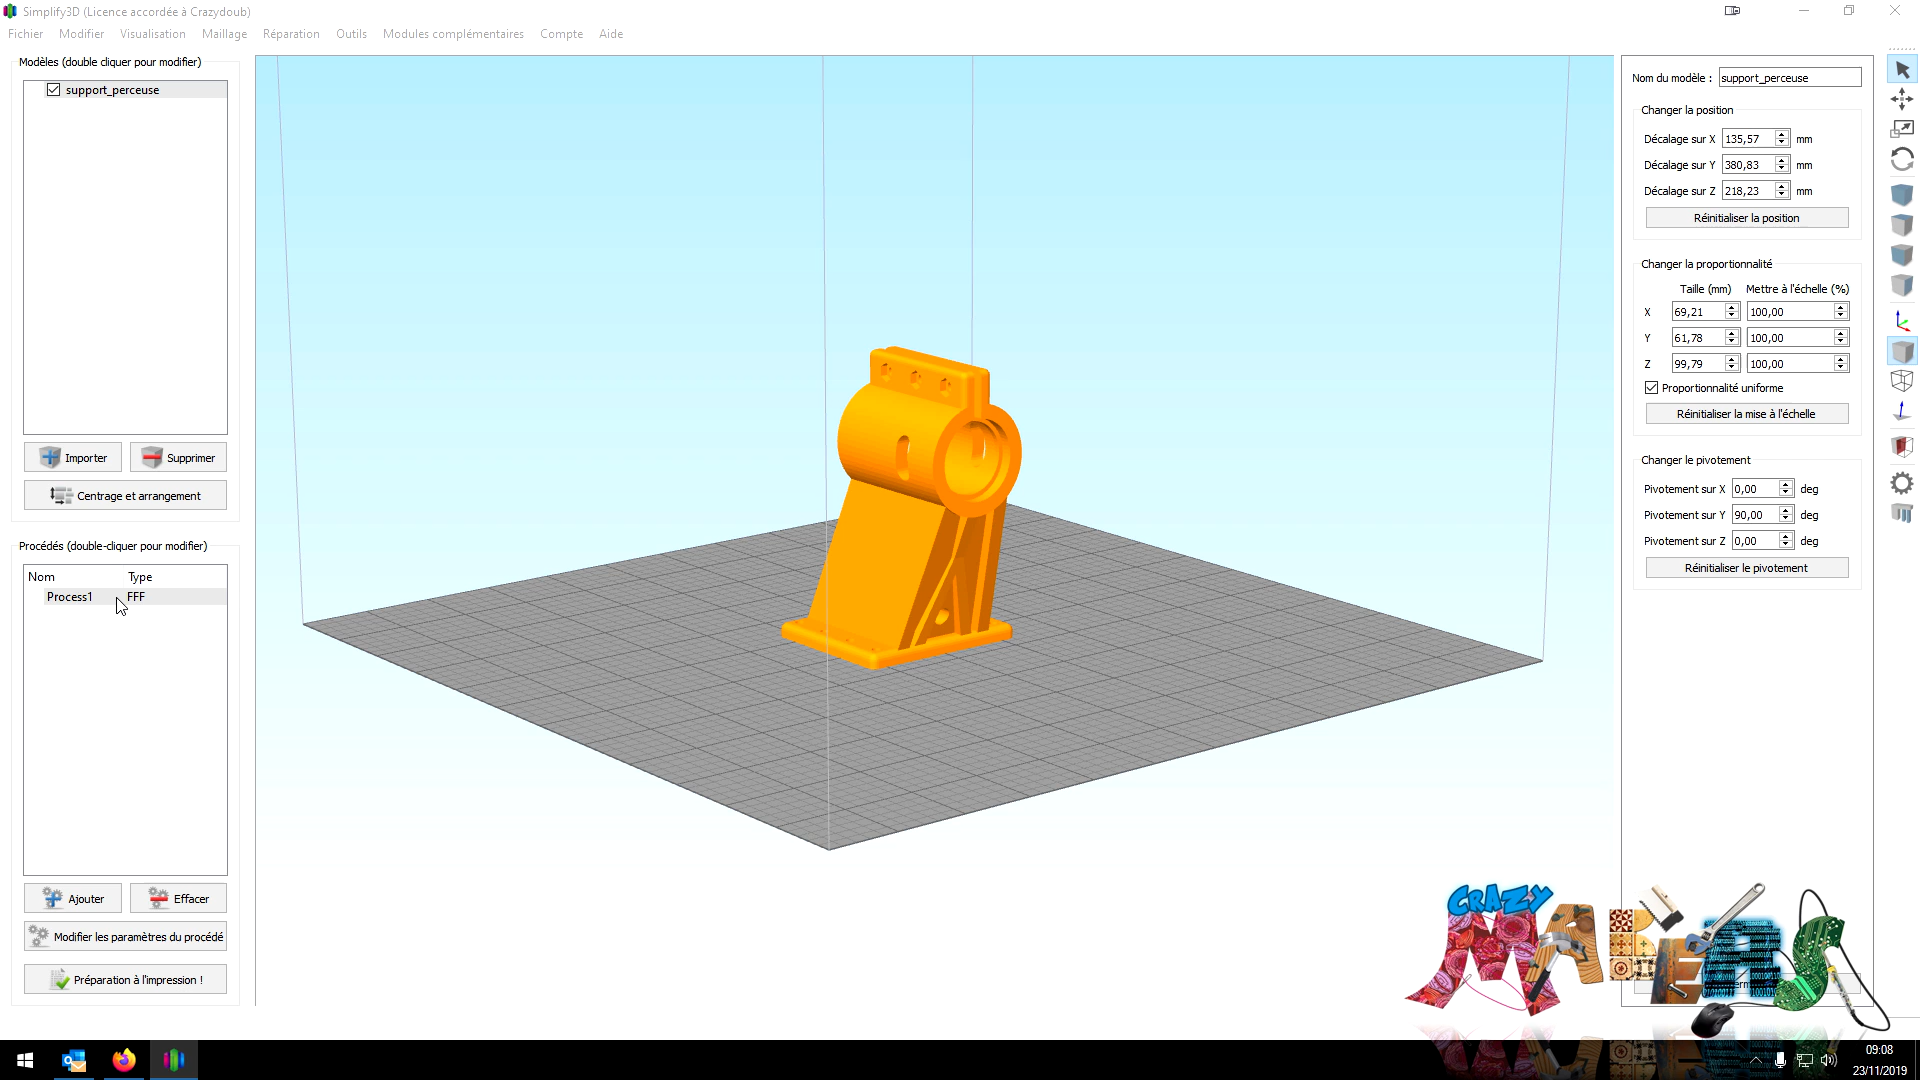 Simplify3D (Licence accordée à Crazydoub)
Fichier Modifier Visualisation Maillage Réparation Outils Modules complémentaires Compte Aide
Modèles (double cliquer pour modifier)
support_perceuse
Importer Supprimer
Centrage et arrangement
Procédés (double-cliquer pour modifier)
Nom Type
Process1 FFF
Ajouter Effacer
Modifier les paramètres du procédé
Préparation à l'impression !
Nom du modèle : support_perceuse
Changer la position
Décalage sur X 135,57 mm
Décalage sur Y 380,83 mm
Décalage sur Z 218,23 mm
Réinitialiser la position
Changer la proportionnalité
Taille (mm) Mettre à l'échelle (%)
X 69,21 100,00
Y 61,78 100,00
Z 99,79 100,00
Proportionnalité uniforme
Réinitialiser la mise à l'échelle
Changer le pivotement
Pivotement sur X 0,00 deg
Pivotement sur Y 90,00 deg
Pivotement sur Z 0,00 deg
Réinitialiser le pivotement
CRAZY
MAKERS
09:08
23/11/2019